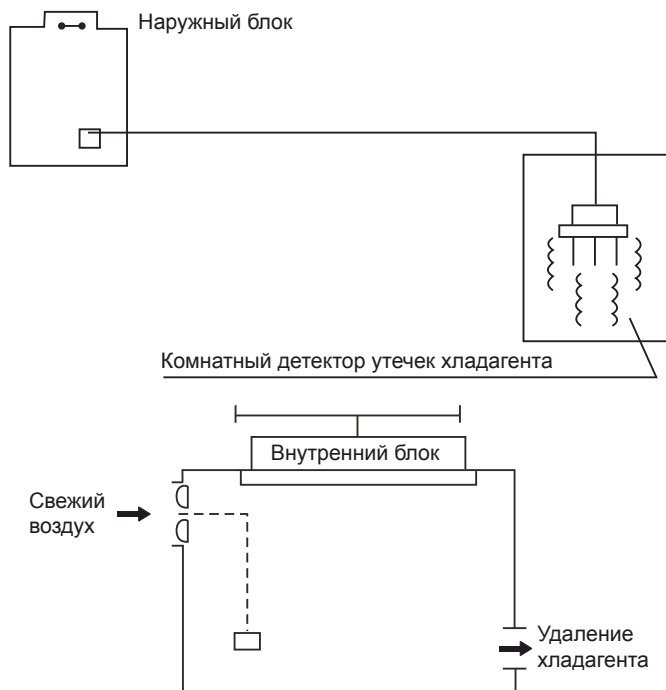 Наружный блок
Комнатный детектор утечек хладагента
Внутренний блок
Свежий
воздух
Удаление
хладагента